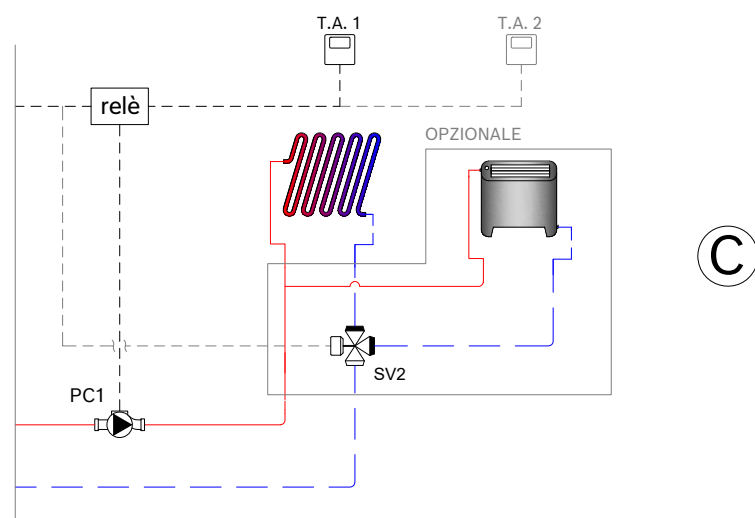 T.A. 1
T.A. 2
relè
OPZIONALE
C
SV2
PC1